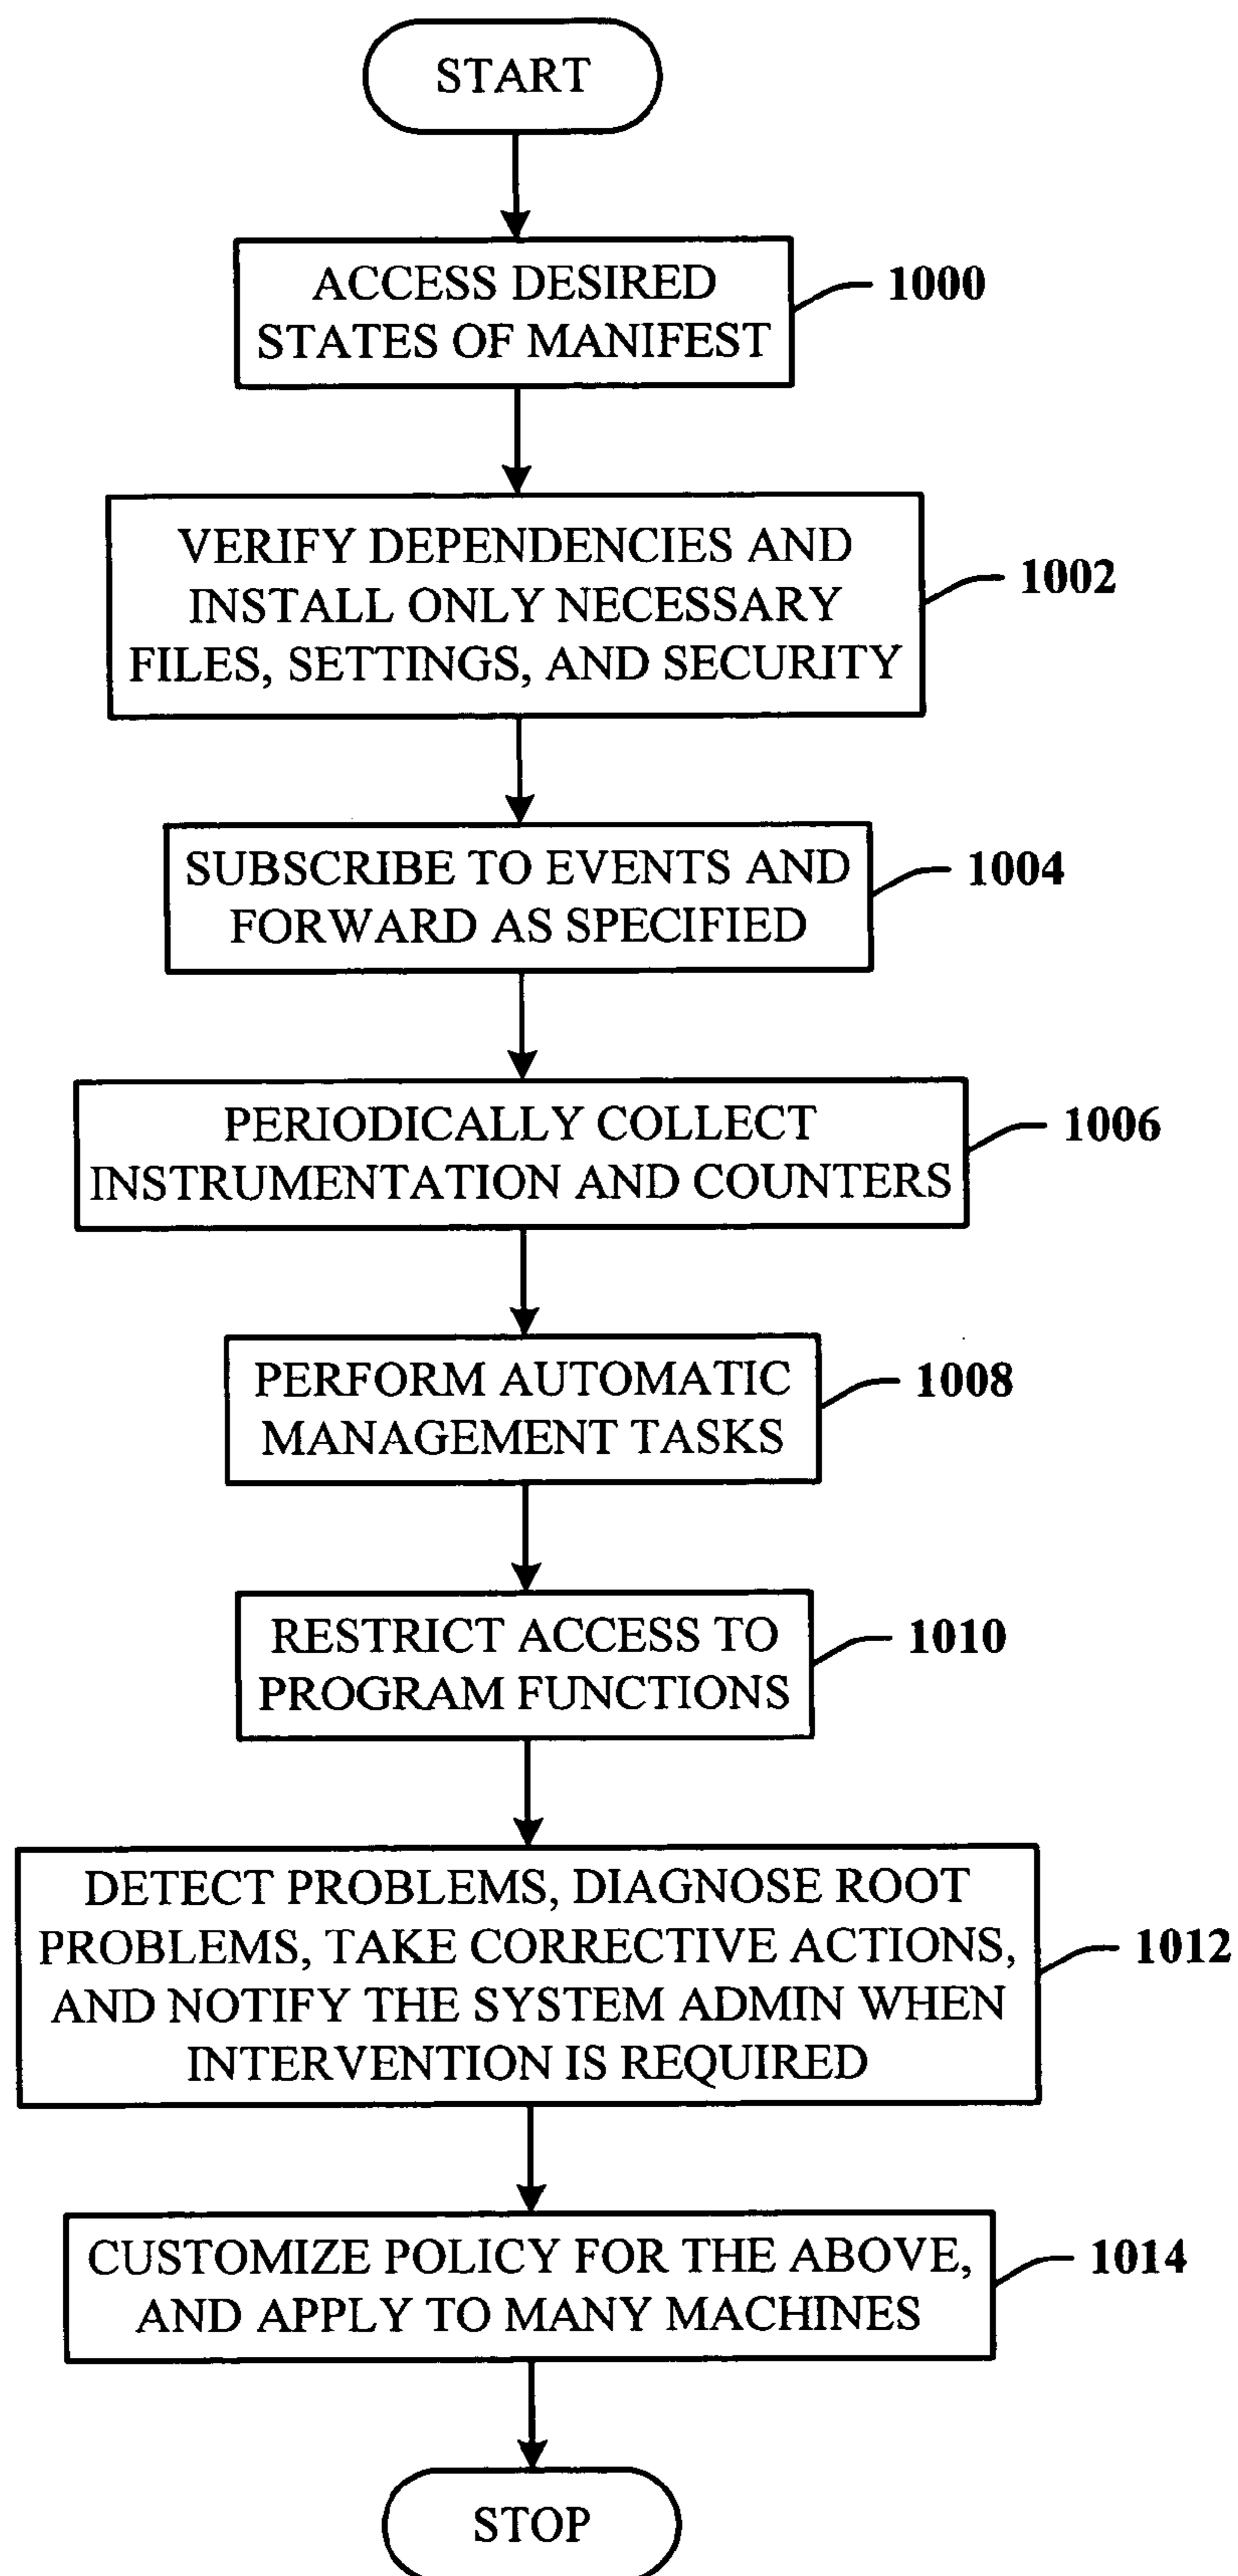 START
ACCESS DESIRED
STATES OF MANIFEST
1000
VERIFY DEPENDENCIES AND
INSTALL ONLY NECESSARY
FILES, SETTINGS, AND SECURITY
1002
SUBSCRIBE TO EVENTS AND
FORWARD AS SPECIFIED
1004
PERIODICALLY COLLECT
INSTRUMENTATION AND COUNTERS
1006
PERFORM AUTOMATIC
MANAGEMENT TASKS
1008
RESTRICT ACCESS TO
PROGRAM FUNCTIONS
1010
DETECT PROBLEMS, DIAGNOSE ROOT
PROBLEMS, TAKE CORRECTIVE ACTIONS,
AND NOTIFY THE SYSTEM ADMIN WHEN
INTERVENTION IS REQUIRED
1012
CUSTOMIZE POLICY FOR THE ABOVE,
AND APPLY TO MANY MACHINES
1014
STOP